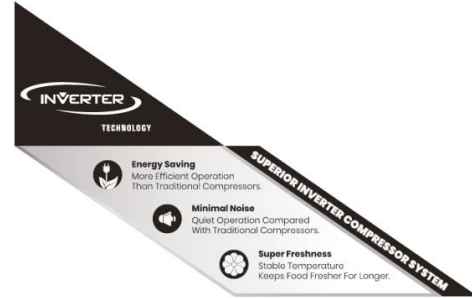 INVERTER
TECHNOLOGY
Energy Saving
More Efficient Operation
Than Traditional Compressors.
SUPERIOR INVERTER COMPRESSOR SYSTEM
Minimal Noise
Quiet Operation Compared
With Traditional Compressors.
Super Freshness
Stable Temperature
Keeps Food Fresher For Longer.